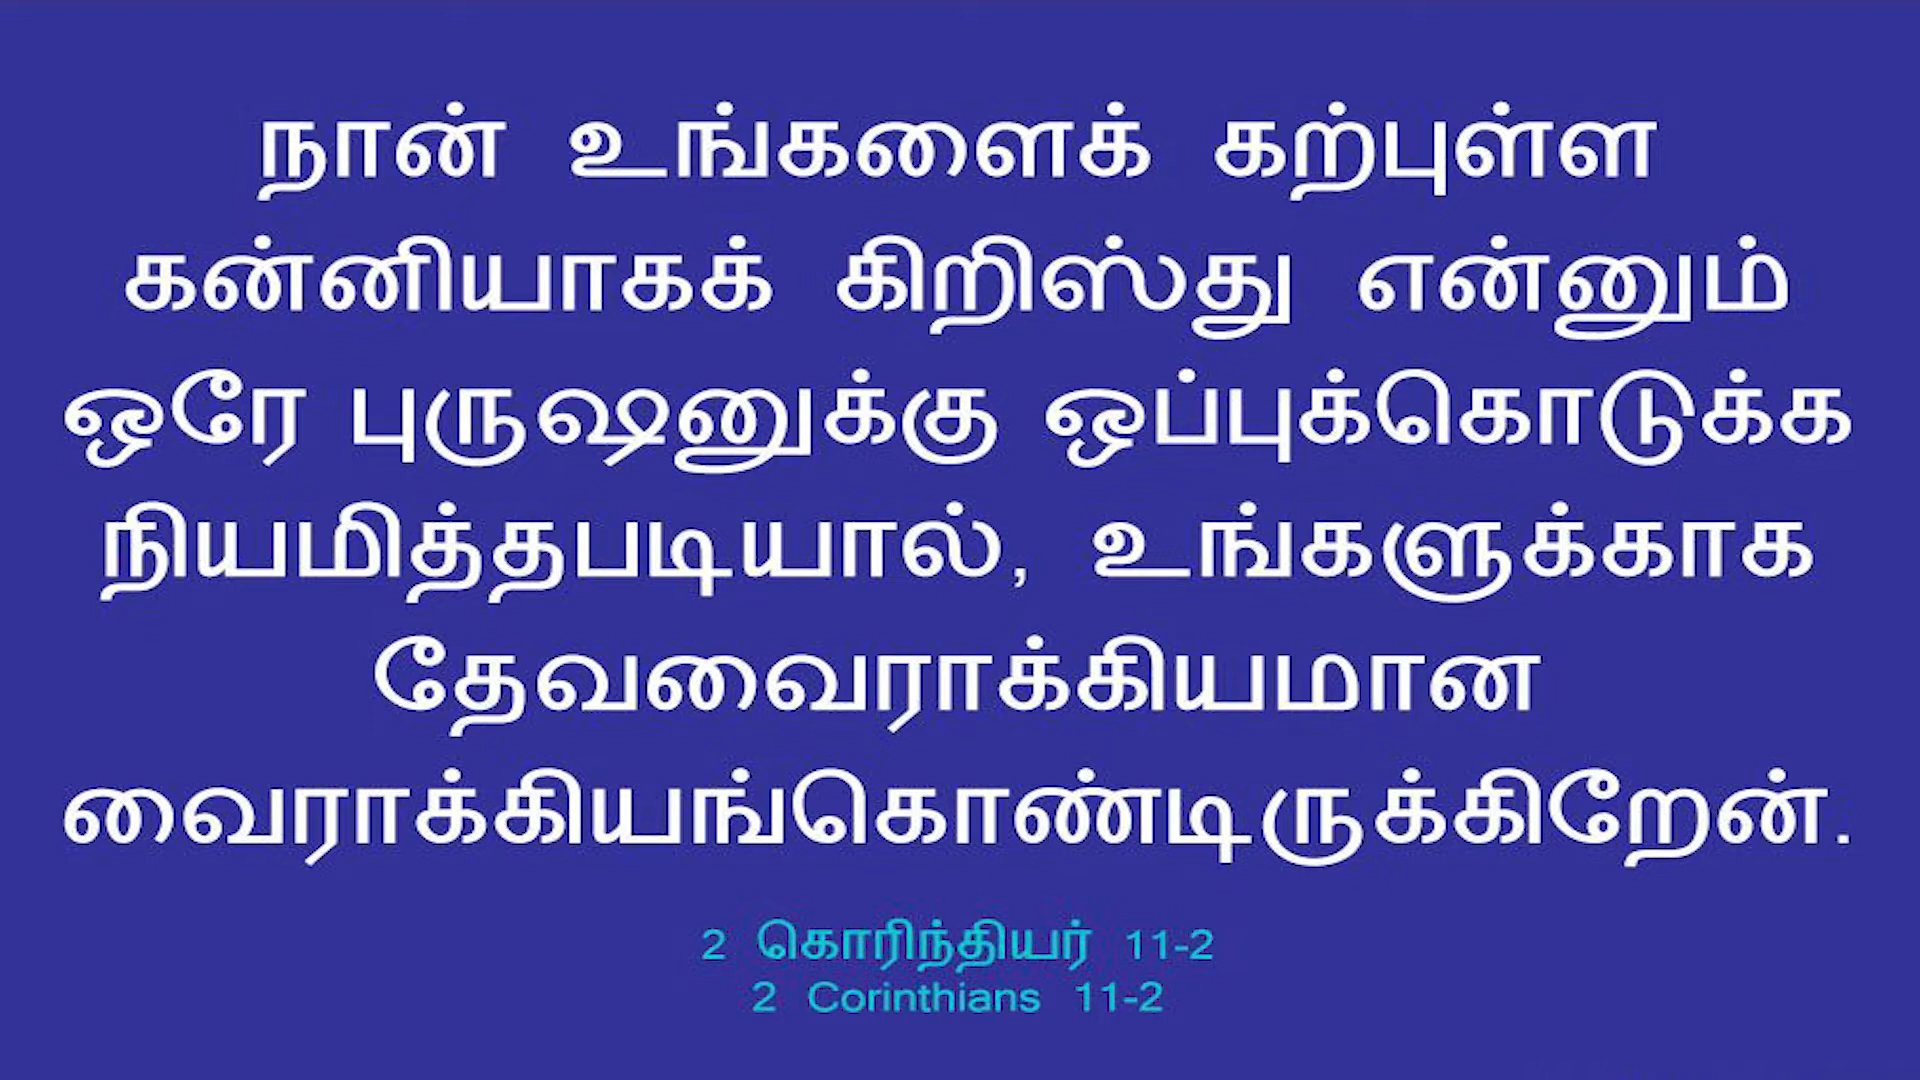 நான் உங்களைக் கற்புள்ள
கன்னியாகக் கிறிஸ்து என்னும்
ஒரே புருஷனுக்கு ஒப்புக்கொடுக்க
நியமித்தபடியால், உங்களுக்காக
தேவவைராக்கியமான
வைராக்கியங்கொண்டிருக்கிறேன்.
2 கொரிந்தியர் 11-2
2 Corinthians 11-2